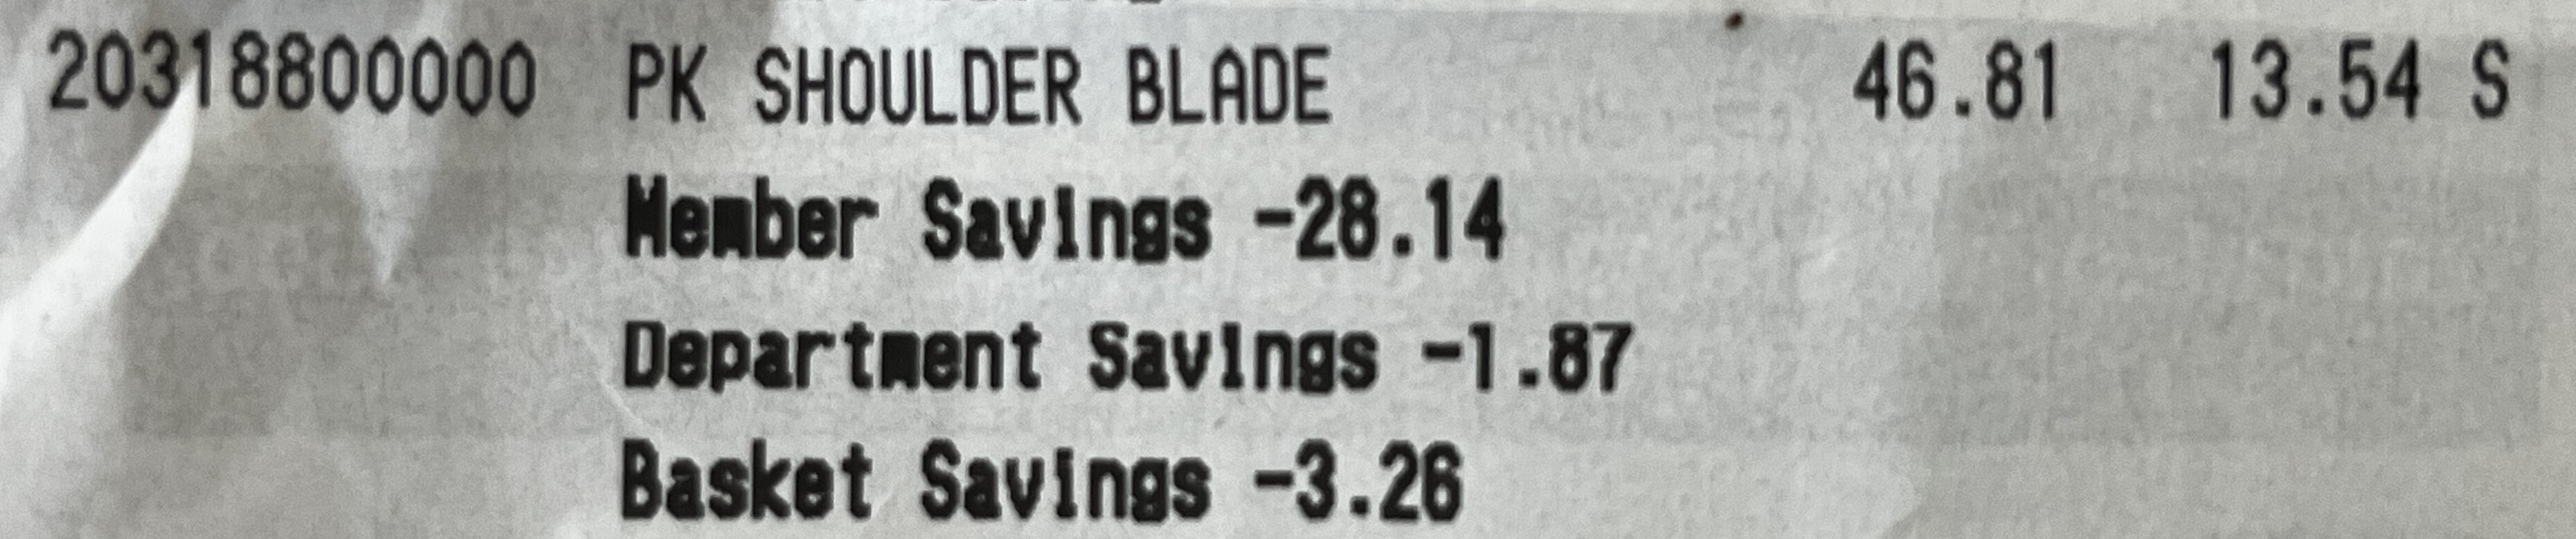 20318800000 PK SHOULDER BLADE 46.81 13.54 S
Member Savings -28.14
Department Savings -1.87
Basket Savings -3.26